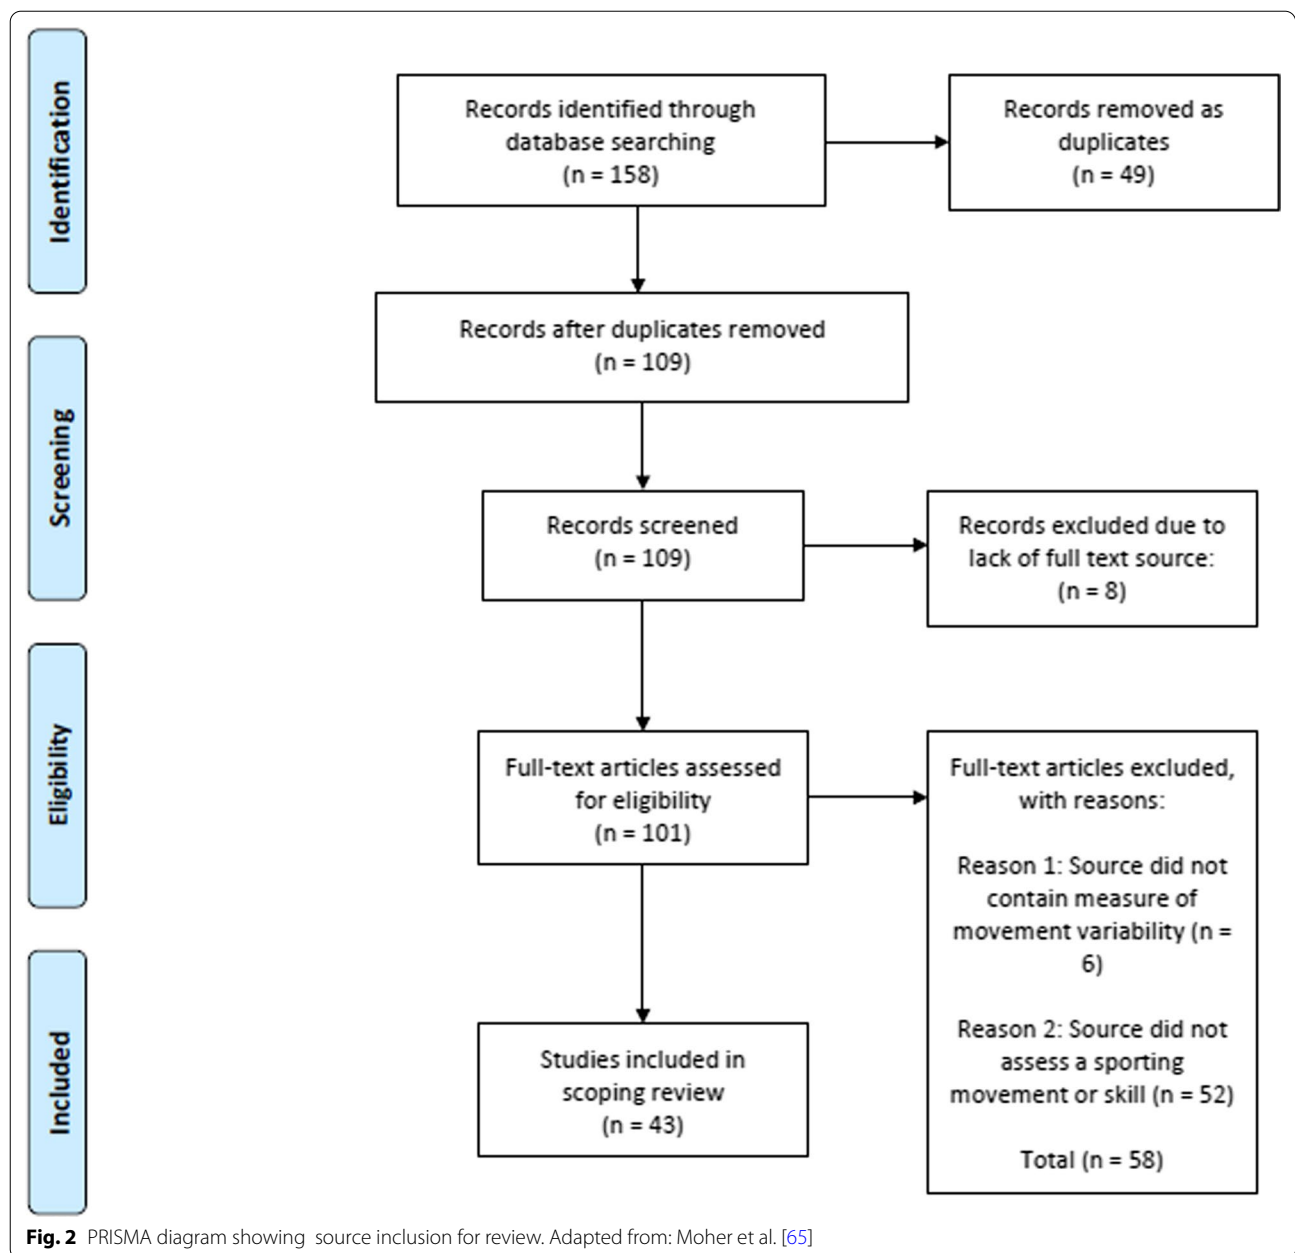 Identification
Records identified through
database searching
(n = 158)
Records removed as
duplicates
(n = 49)
Records after duplicates removed
(n = 109)
Screening
Records screened
(n = 109)
Records excluded due to
lack of full text source:
(n = 8)
Eligibility
Full-text articles assessed
for eligibility
(n = 101)
Full-text articles excluded,
with reasons:
Reason 1: Source did not
contain measure of
movement variability (n =
6)
Reason 2: Source did not
assess a sporting
movement or skill (n = 52)
Total (n = 58)
Included
Studies included in
scoping review
(n = 43)
Fig. 2 PRISMA diagram showing source inclusion for review. Adapted from: Moher et al. [65]